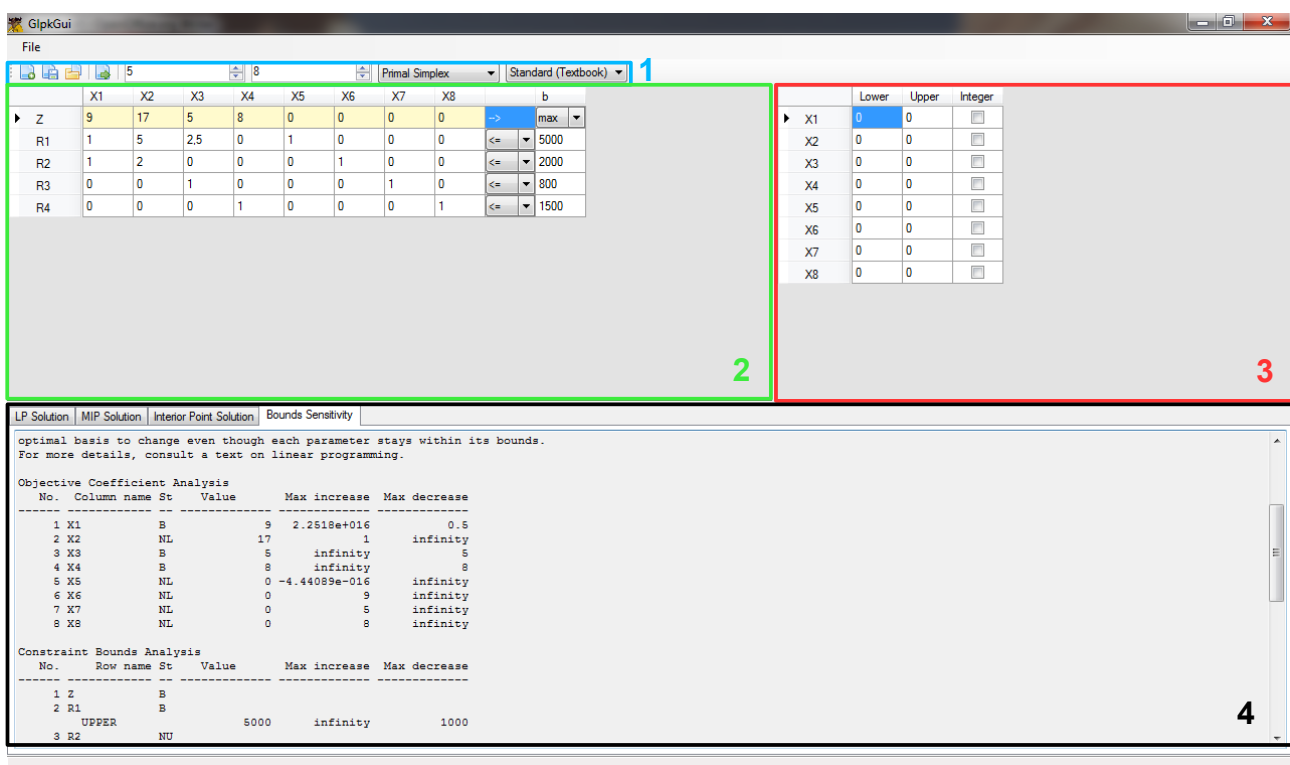 GlpkGui
File
5 8 Primal Simplex Standard (Textbook) 1
X1 X2 X3 X4 X5 X6 X7 X8 b
Z 9 17 5 8 0 0 0 0 --> max
R1 1 5 2,5 0 1 0 0 0 <= 5000
R2 1 2 0 0 0 1 0 0 <= 2000
R3 0 0 1 0 0 0 1 0 <= 800
R4 0 0 0 1 0 0 0 1 <= 1500
2
Lower Upper Integer
X1 0 0
X2 0 0
X3 0 0
X4 0 0
X5 0 0
X6 0 0
X7 0 0
X8 0 0
3
LP Solution MIP Solution Interior Point Solution Bounds Sensitivity
optimal basis to change even though each parameter stays within its bounds.
For more details, consult a text on linear programming.
Objective Coefficient Analysis
No. Column name St Value Max increase Max decrease
------ ------------ -- ------------- ------------- -------------
1 X1 B 9 2.2518e+016 0.5
2 X2 NL 17 1 infinity
3 X3 B 5 infinity 5
4 X4 B 8 infinity 8
5 X5 NL 0 -4.44089e-016 infinity
6 X6 NL 0 9 infinity
7 X7 NL 0 5 infinity
8 X8 NL 0 8 infinity
Constraint Bounds Analysis
No. Row name St Value Max increase Max decrease
------ ------------ -- ------------- ------------- -------------
1 Z B
2 R1 B
UPPER 5000 infinity 1000
3 R2 NU
4